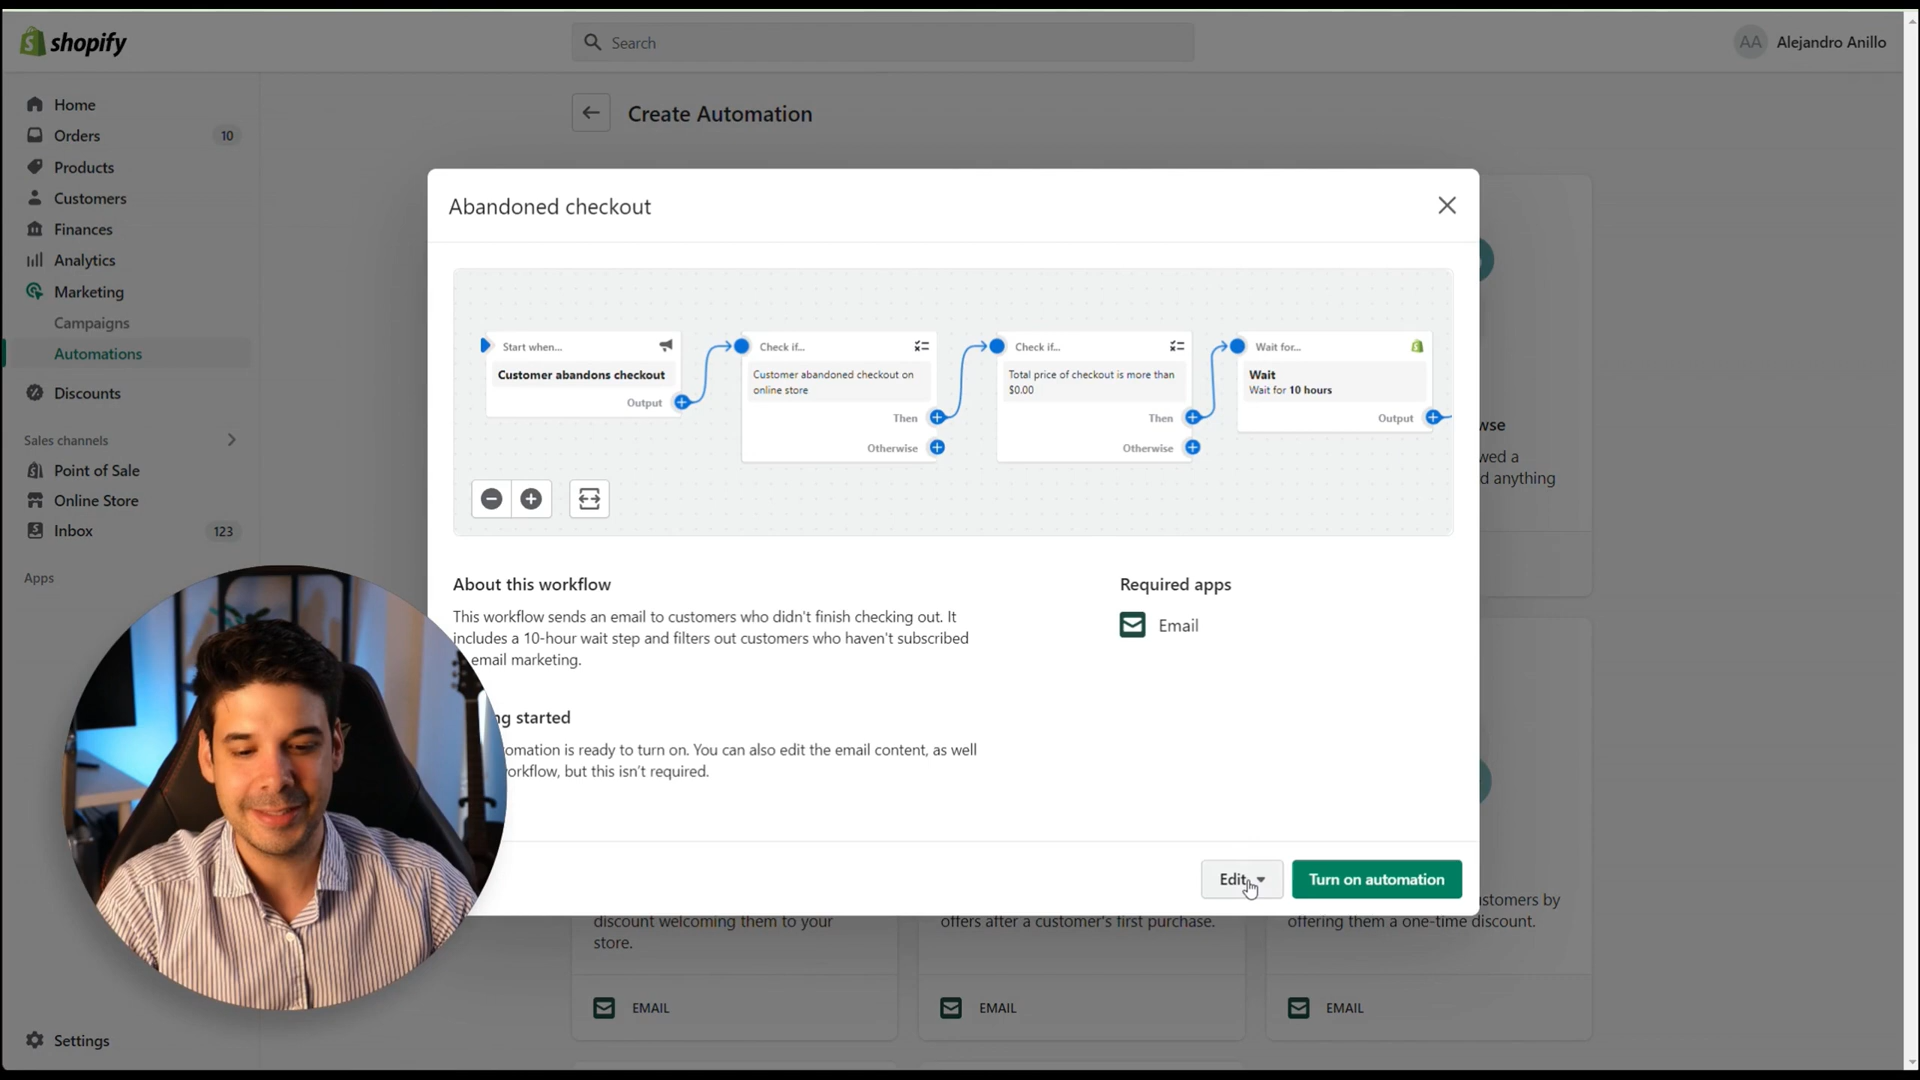 shopify
Search
AA Alejandro Anillo
Home
Orders 10
Products
Customers
Finances
Analytics
Marketing
Campaigns
Automations
Discounts
Sales channels
Point of Sale
Online Store
Inbox 123
Apps
Settings
Create Automation
Abandoned checkout
Start when...
Customer abandons checkout
Output
Check if...
Customer abandoned checkout on
online store
Then
Otherwise
Check if...
Total price of checkout is more than
$0.00
Then
Otherwise
Wait for...
Wait
Wait for 10 hours
Output
About this workflow
This workflow sends an email to customers who didn't finish checking out. It
includes a 10-hour wait step and filters out customers who haven't subscribed
email marketing.
started
is ready to turn on. You can also edit the email content, as well
but this isn't required.
Required apps
Email
Edit
Turn on automation
d anything
discount welcoming them to your
store.
EMAIL
offers after a customer's first purchase.
EMAIL
customers by
offering them a one-time discount.
EMAIL